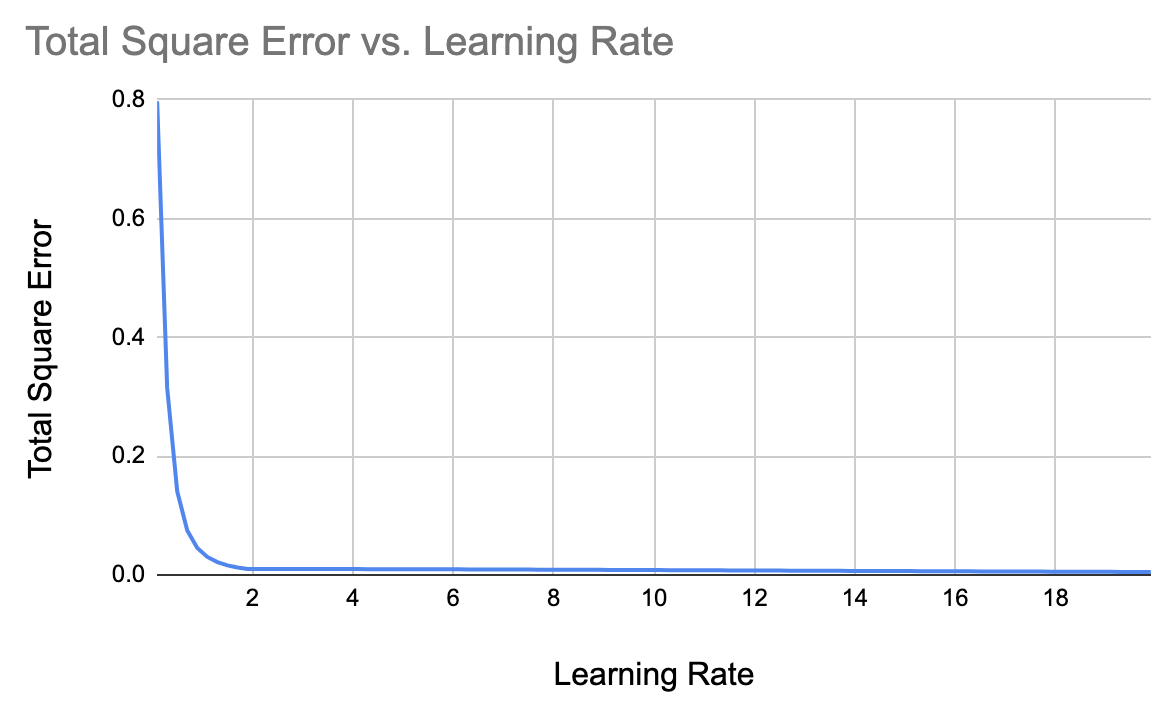 Total Square Error vs. Learning Rate
0.8
0.6
0.4
0.2
0.0
Total Square Error
2 4 6 8 10 12 14 16 18
Learning Rate